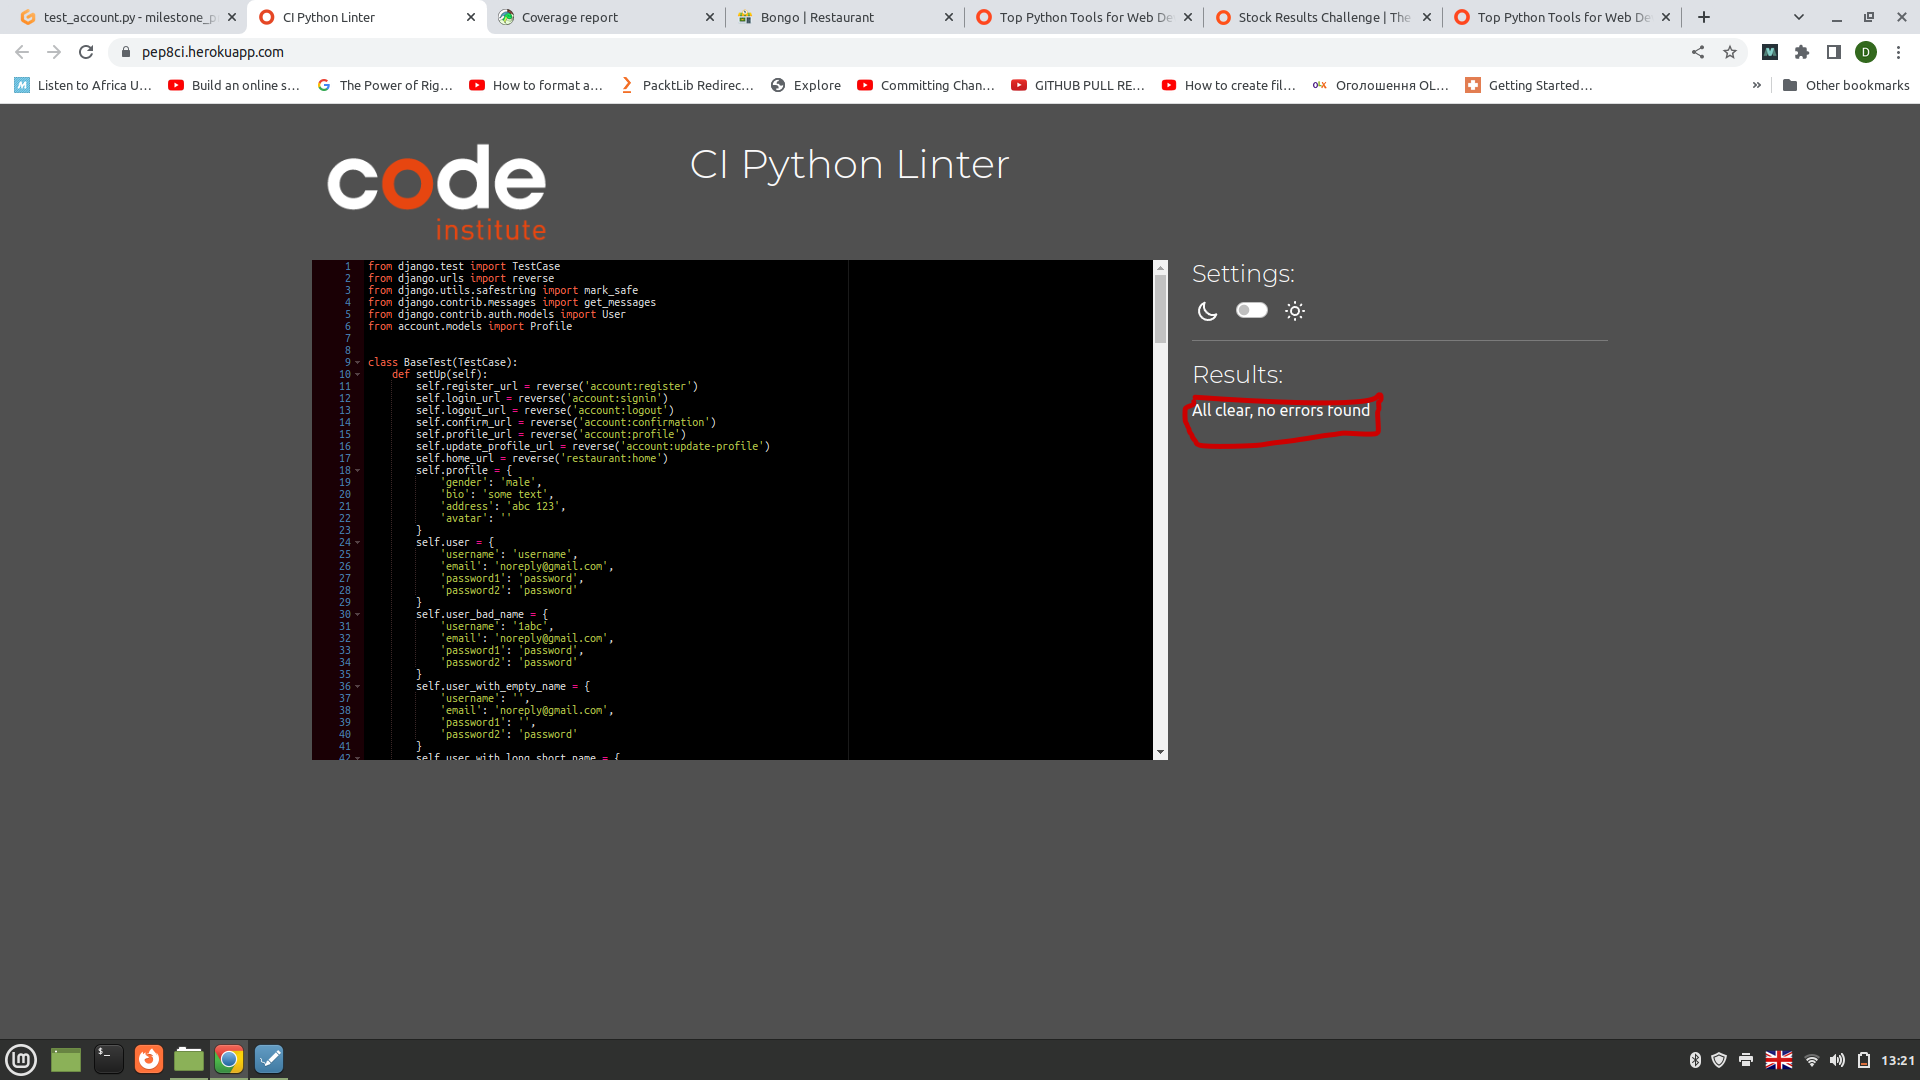 test_account.py - milestone_p
CI Python Linter
Coverage report
Bongo | Restaurant
Top Python Tools for Web De
Stock Results Challenge | The
Top Python Tools for Web De
pep8ci.herokuapp.com
D
Listen to Africa U...
Build an online s...
The Power of Rig...
How to format a...
PacktLib Redirec...
Explore
Committing Chan...
GITHUB PULL RE...
How to create fil...
OLX
Оголошення OL...
Getting Started...
»
Other bookmarks
code
institute
CI Python Linter
1 from django.test import TestCase
2 from django.urls import reverse
3 from django.utils.safestring import mark_safe
4 from django.contrib.messages import get_messages
5 from django.contrib.auth.models import User
6 from account.models import Profile
7
8
9 class BaseTest(TestCase):
10 def setUp(self):
11 self.register_url = reverse('account:register')
12 self.login_url = reverse('account:signin')
13 self.logout_url = reverse('account:logout')
14 self.confirm_url = reverse('account:confirmation')
15 self.profile_url = reverse('account:profile')
16 self.update_profile_url = reverse('account:update-profile')
17 self.home_url = reverse('restaurant:home')
18 self.profile = {
19 'gender': 'male',
20 'bio': 'some text',
21 'address': 'abc 123',
22 'avatar': ''
23 }
24 self.user = {
25 'username': 'username',
26 'email': 'noreply@gmail.com',
27 'password1': 'password',
28 'password2': 'password'
29 }
30 self.user_bad_name = {
31 'username': '1abc',
32 'email': 'noreply@gmail.com',
33 'password1': 'password',
34 'password2': 'password'
35 }
36 self.user_with_empty_name = {
37 'username': '',
38 'email': 'noreply@gmail.com',
39 'password1': '',
40 'password2': 'password'
41 }
42 self.user_with_long_short_name = {
Settings:
Results:
All clear, no errors found
13:21